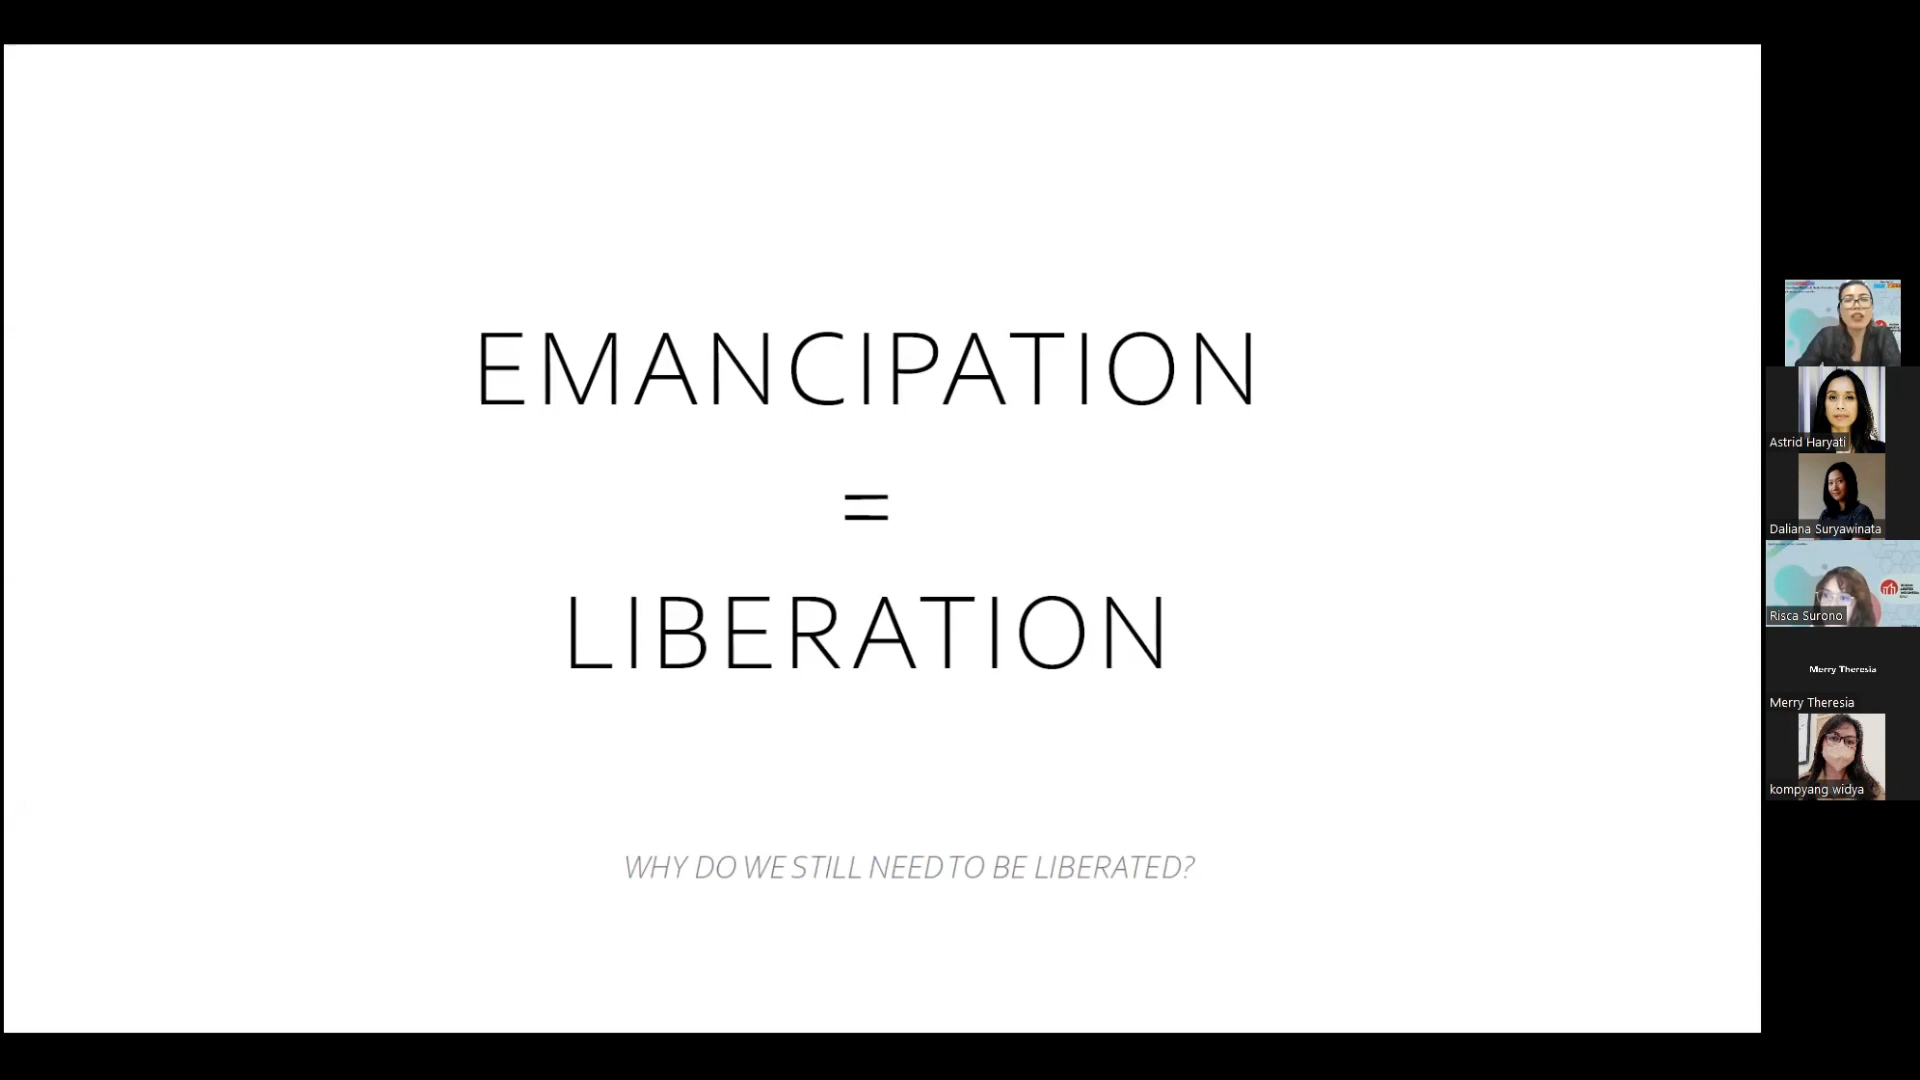 EMANCIPATION
=
LIBERATION
WHY DO WE STILL NEED TO BE LIBERATED?
Astrid Haryati
Daliana Suryawinata
Risca Surono
Merry Theresia
Merry Theresia
kompyang widya